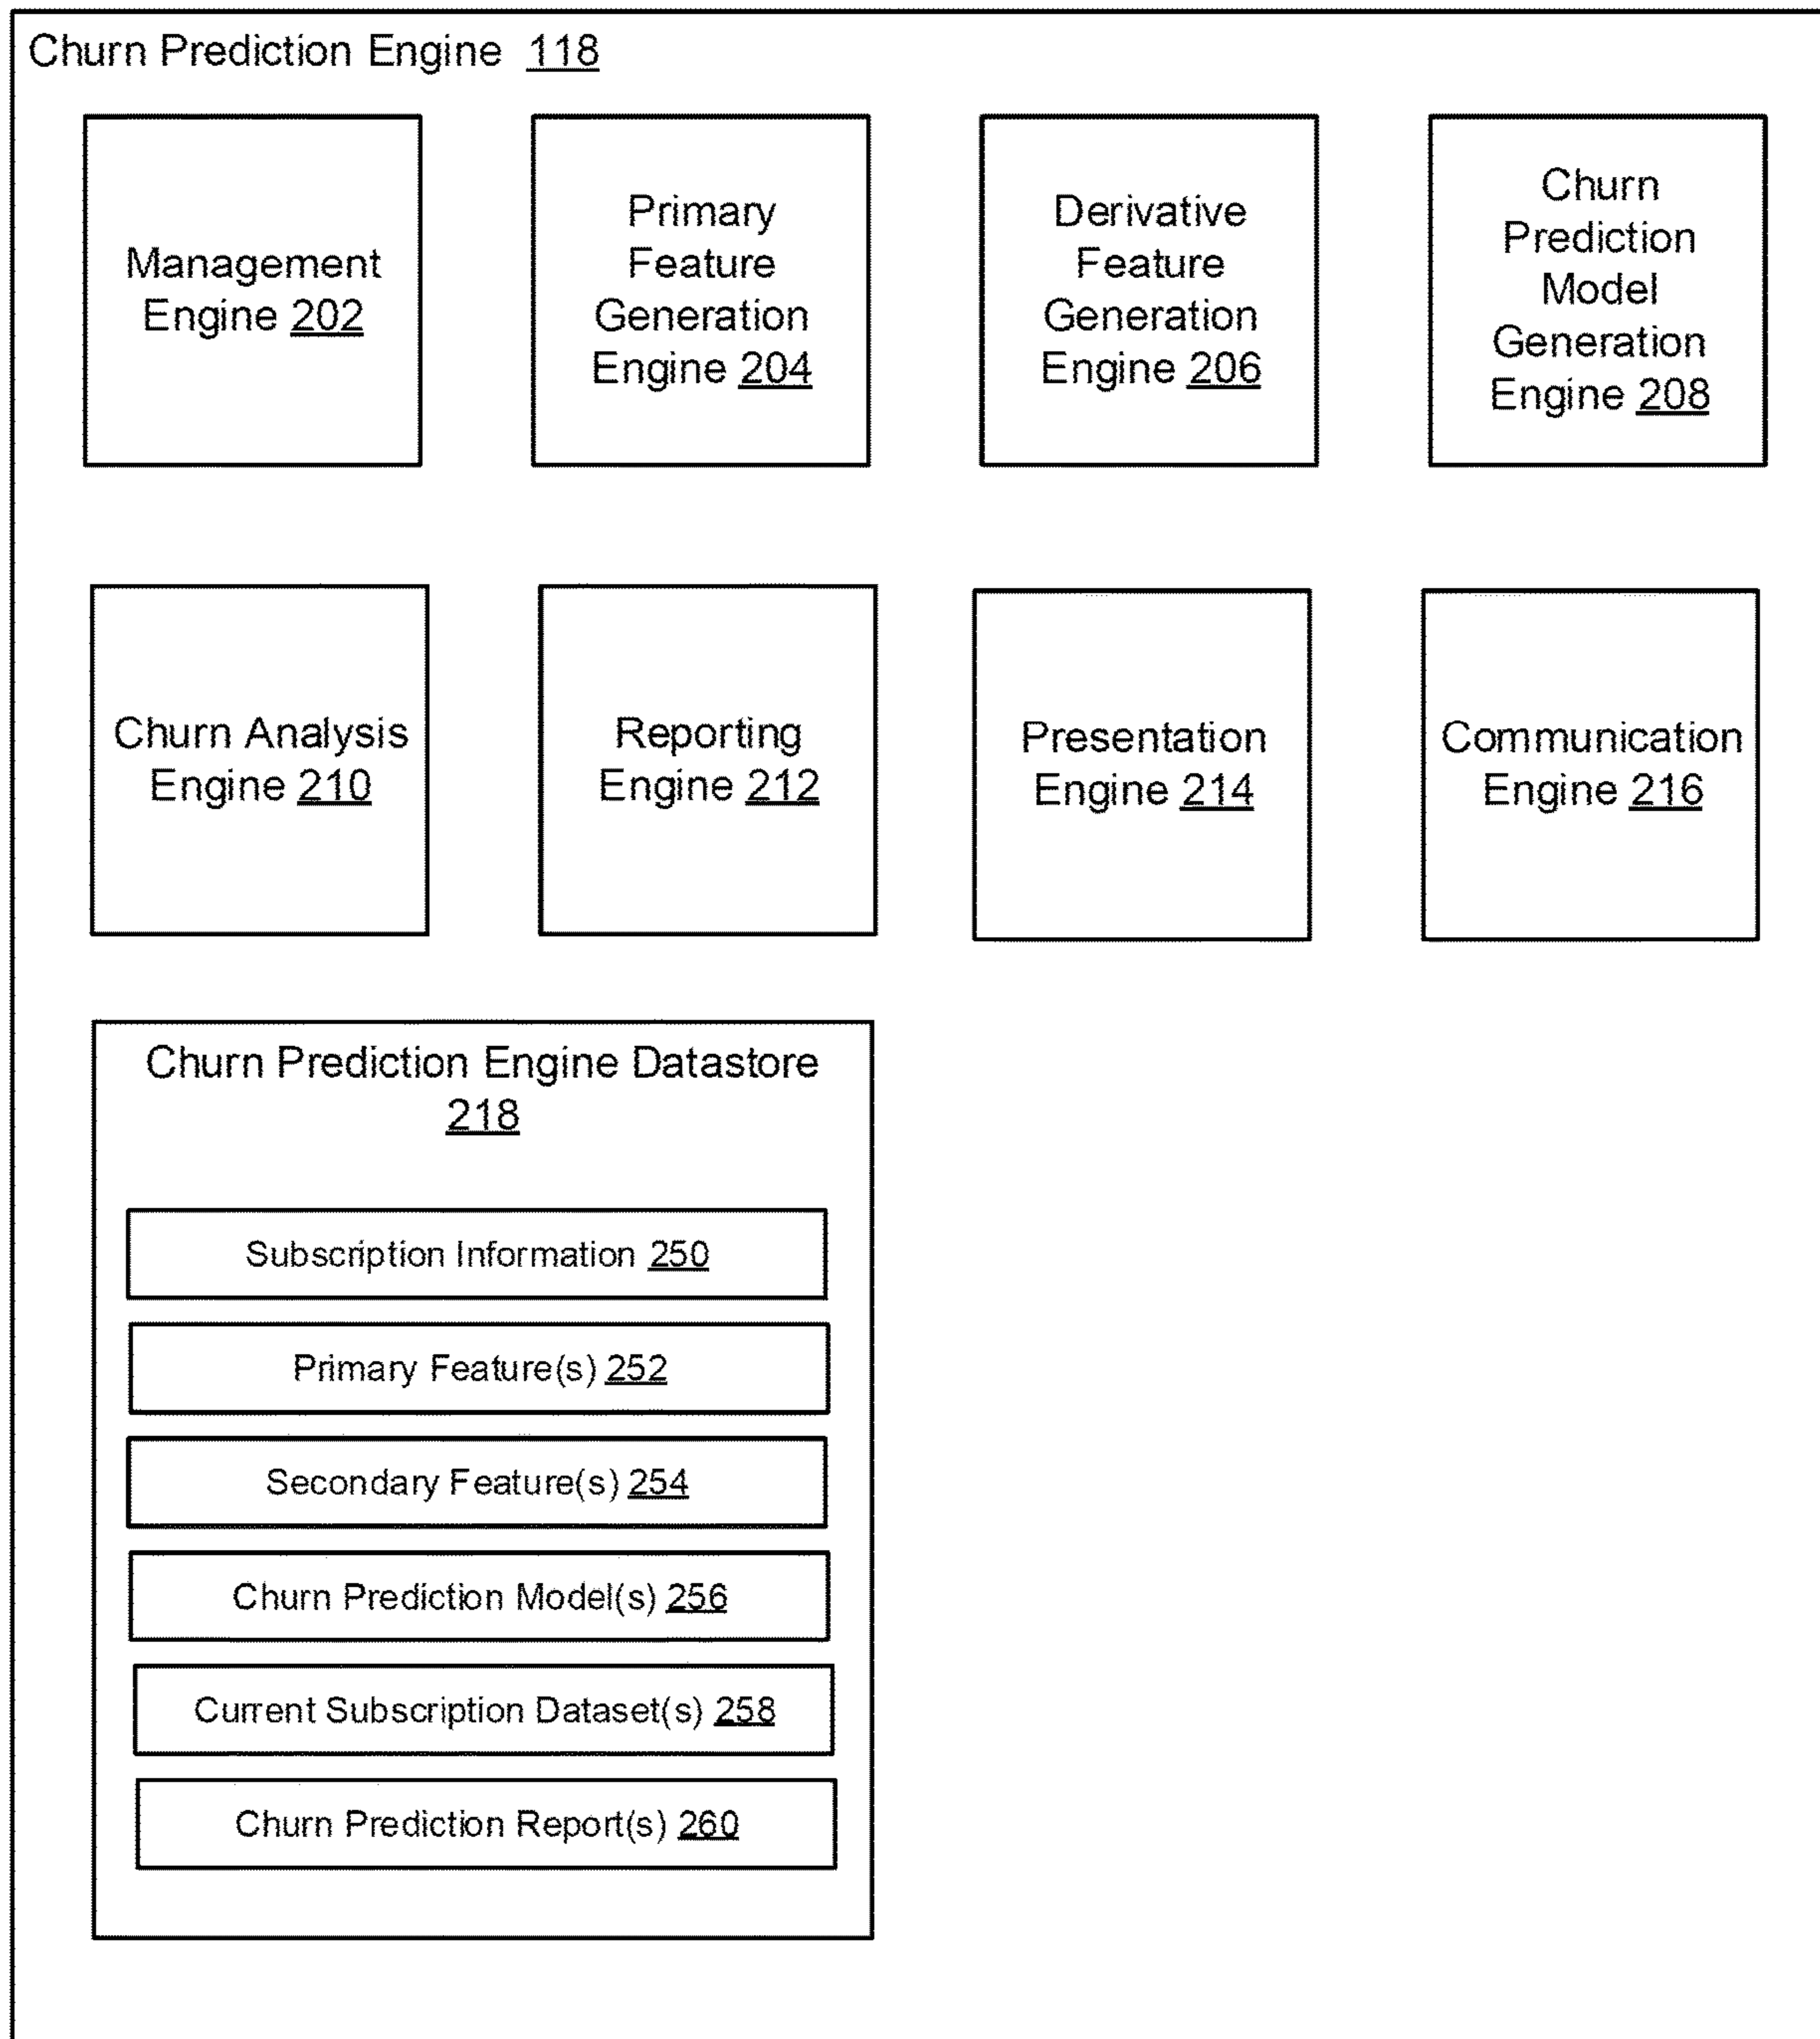 Churn Prediction Engine 118
Management
Engine 202
Primary
Feature
Generation
Engine 204
Derivative
Feature
Generation
Engine 206
Churn
Prediction
Model
Generation
Engine 208
Churn Analysis
Engine 210
Reporting
Engine 212
Presentation
Engine 214
Communication
Engine 216
Churn Prediction Engine Datastore
218
Subscription Information 250
Primary Feature(s) 252
Secondary Feature(s) 254
Churn Prediction Model(s) 256
Current Subscription Dataset(s) 258
Churn Prediction Report(s) 260